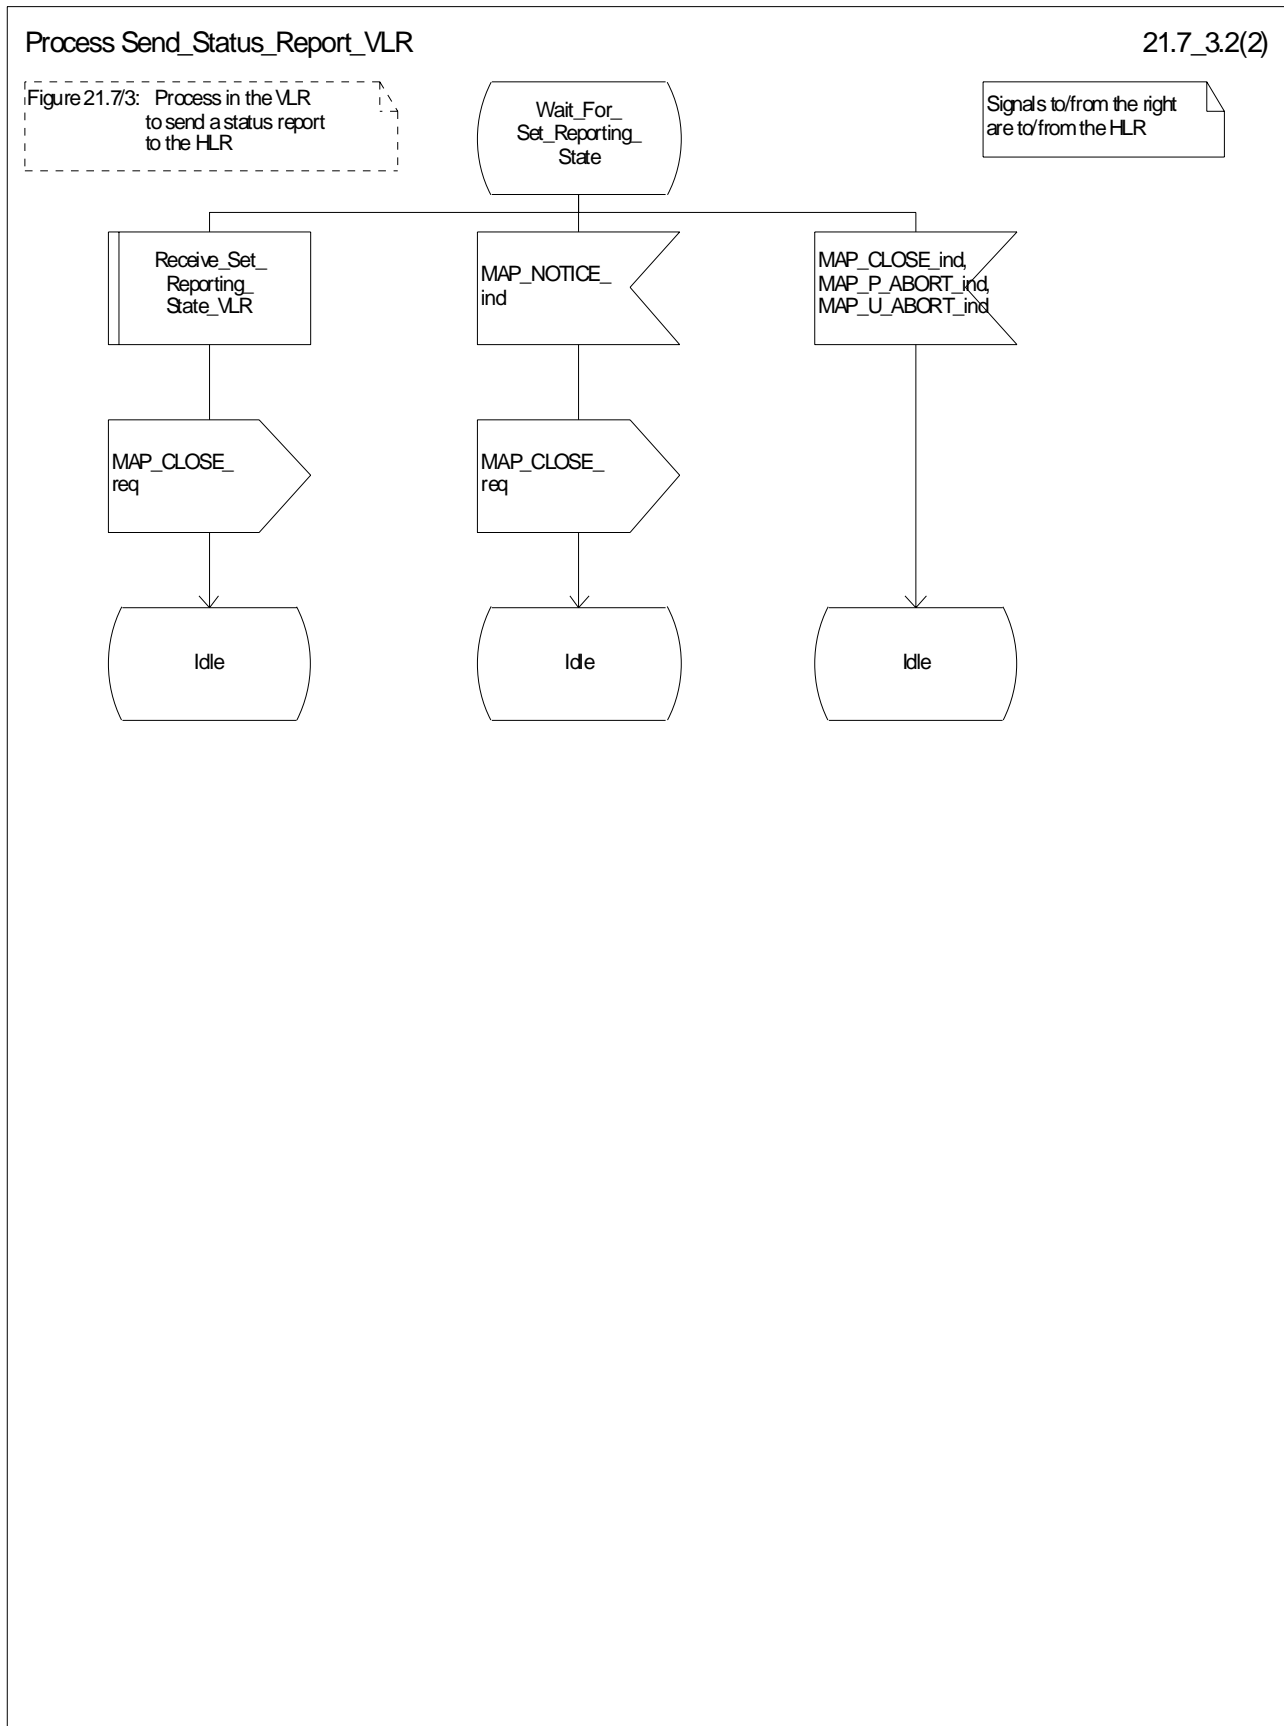 Process Send_Status_Report_VLR
21.7_3.2(2)
Figure 21.7/3: Process in the VLR
to send a status report
to the HLR
Wait_For_
Set_Reporting_
State
Signals to/from the right
are to/from the HLR
Receive_Set_
Reporting_
State_VLR
MAP_NOTICE_
ind
MAP_CLOSE_ind,
MAP_P_ABORT_ind,
MAP_U_ABORT_ind
MAP_CLOSE_
req
MAP_CLOSE_
req
Idle
Idle
Idle